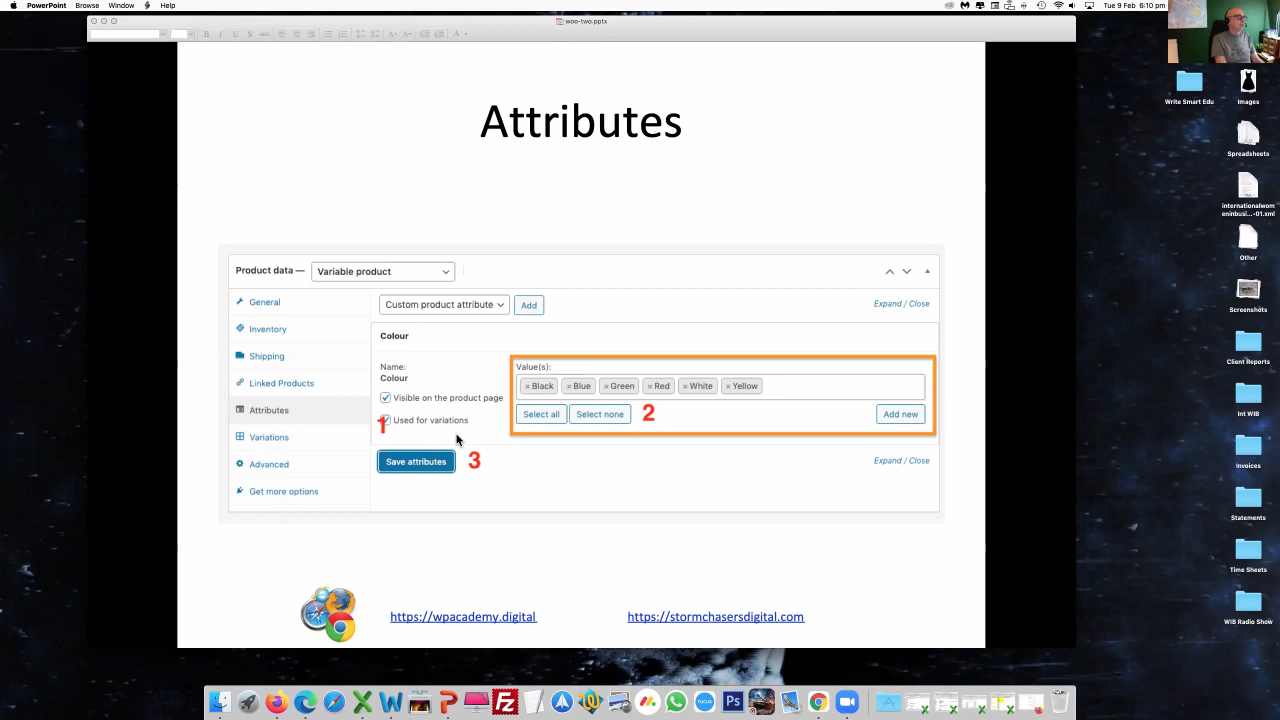 PowerPoint Browse Window Help
Tue 9 Feb 6:10 pm
woo-two.pptx
Attributes
Product data — Variable product
General
Inventory
Shipping
Linked Products
Attributes
Variations
Advanced
Get more options
Custom product attribute Add Expand / Close
Colour
Name:
Colour
Visible on the product page
1 Used for variations
Value(s):
× Black × Blue × Green × Red × White × Yellow
Select all Select none 2 Add new
Save attributes 3 Expand / Close
https://wpacademy.digital https://stormchasersdigital.com
Write Smart Edu
Images
Spreadsheets
internationalwo
meninbusi...-01.xml
Other
Screenshots
Client Reports
Int WIB
Invoices
Statements
Time Sheets
WIB Radio Show